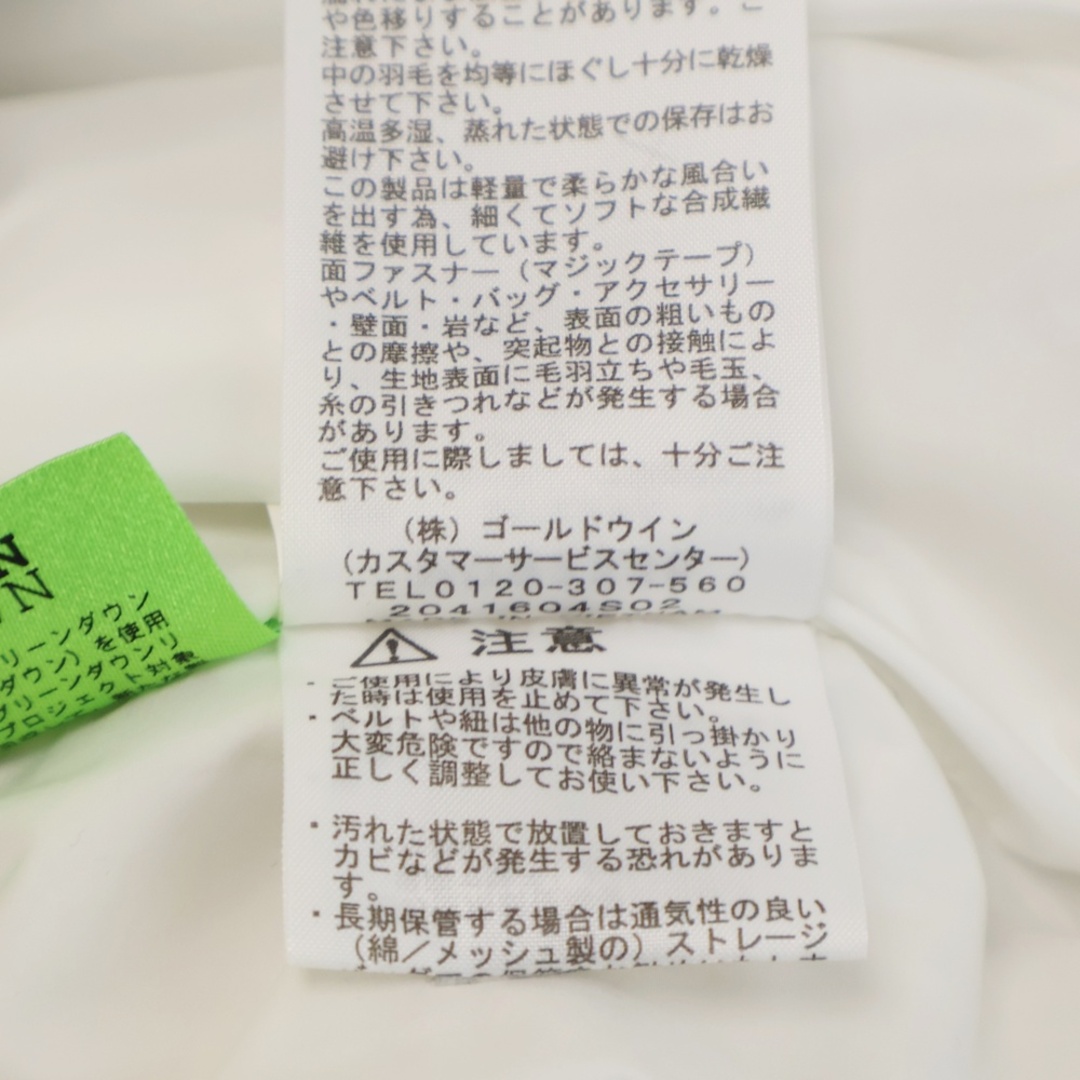 や色移りすることがあります。ご
注意下さい。
中の羽毛を均等にほぐし十分に乾燥
させて下さい。
高温多湿、蒸れた状態での保存はお
避け下さい。
この製品は軽量で柔らかな風合い
を出す為、細くてソフトな合成繊
維を使用しています。
面ファスナー(マジックテープ)
やベルト・バッグ・アクセサリー
・壁面・岩など、表面の粗いもの
との摩擦や、突起物との接触によ
り、生地表面に毛羽立ちや毛玉、
糸の引きつれなどが発生する場合
があります。
ご使用に際しましては、十分ご注
意下さい。
(株)ゴールドウイン
(カスタマーサービスセンター)
TEL0120-307-560
2041604S02
注意
・ご使用により皮膚に異常が発生し
た時は使用を止めて下さい。
・ベルトや紐は他の物に引っ掛かり
大変危険ですので絡まないように
正しく調整してお使い下さい。
・汚れた状態で放置しておきますと
カビなどが発生する恐れがありま
す。
・長期保管する場合は通気性の良い
(綿/メッシュ製の)ストレージ
N
WN
リーンダウン
ダウン)を使用
グリーンダウンリ
プロジェクト対象